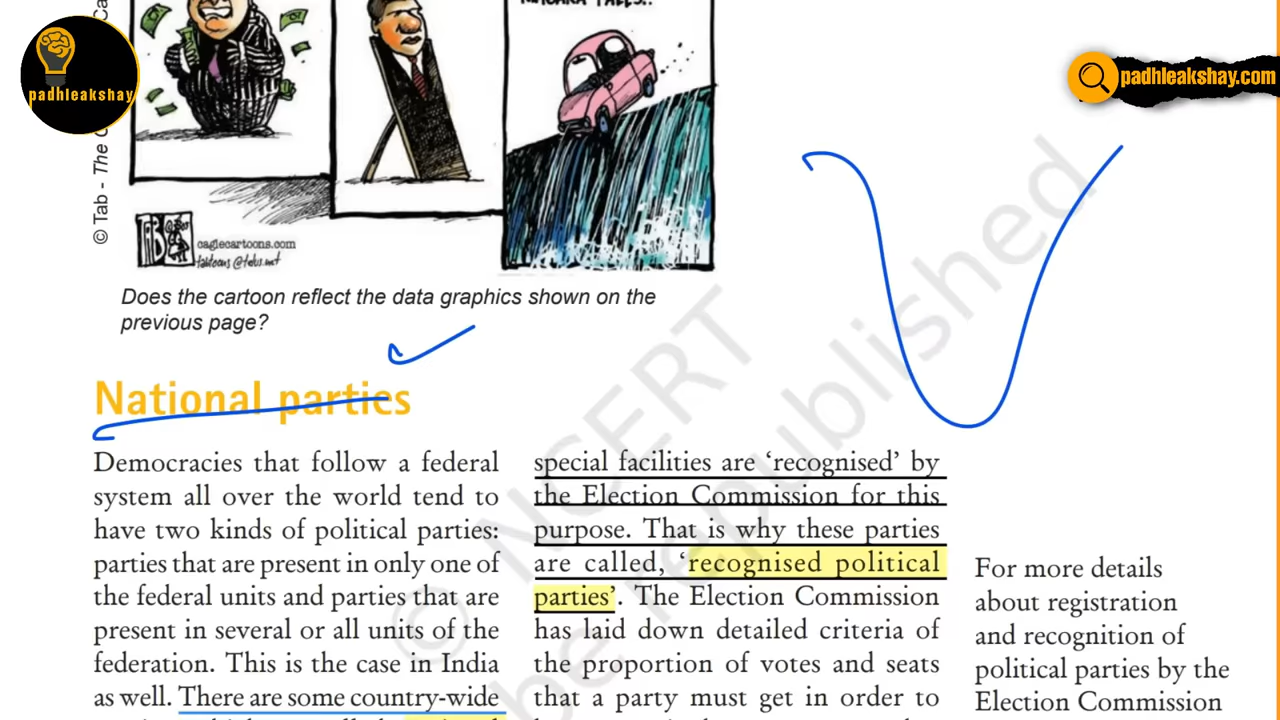 padhleakshay
padhleakshay.com
© Tab - The
TAB
caglecartoons.com
Does the cartoon reflect the data graphics shown on the
previous page?
National parties
Democracies that follow a federal
system all over the world tend to
have two kinds of political parties:
parties that are present in only one of
the federal units and parties that are
present in several or all units of the
federation. This is the case in India
as well. There are some country-wide
special facilities are ‘recognised’ by
the Election Commission for this
purpose. That is why these parties
are called, ‘recognised political
parties’. The Election Commission
has laid down detailed criteria of
the proportion of votes and seats
that a party must get in order to
For more details
about registration
and recognition of
political parties by the
Election Commission
© NCERT
be republished